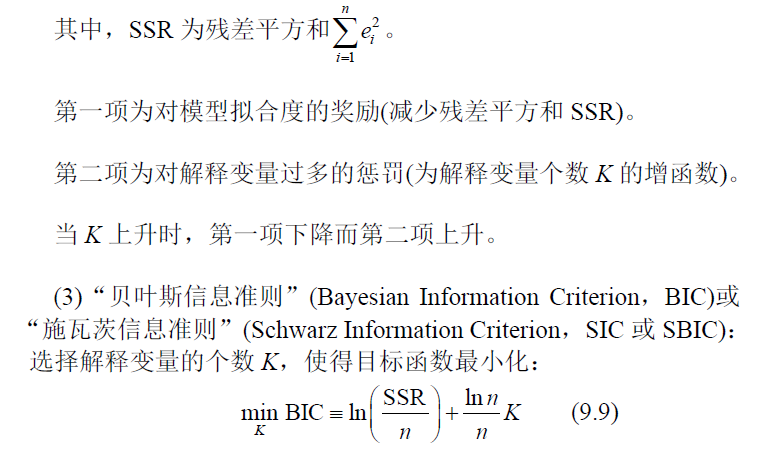 其中，SSR 为残差平方和 $\sum_{i=1}^{n} e_i^2$ 。
第一项为对模型拟合度的奖励(减少残差平方和 SSR)。
第二项为对解释变量过多的惩罚(为解释变量个数 K 的增函数)。
当 K 上升时，第一项下降而第二项上升。
(3)“贝叶斯信息准则”(Bayesian Information Criterion，BIC)或
“施瓦茨信息准则”(Schwarz Information Criterion，SIC 或 SBIC)：
选择解释变量的个数 K，使得目标函数最小化：
$\min_{K} \mathrm{BIC} \equiv \ln\left(\frac{\mathrm{SSR}}{n}\right) + \frac{\ln n}{n} K$ (9.9)